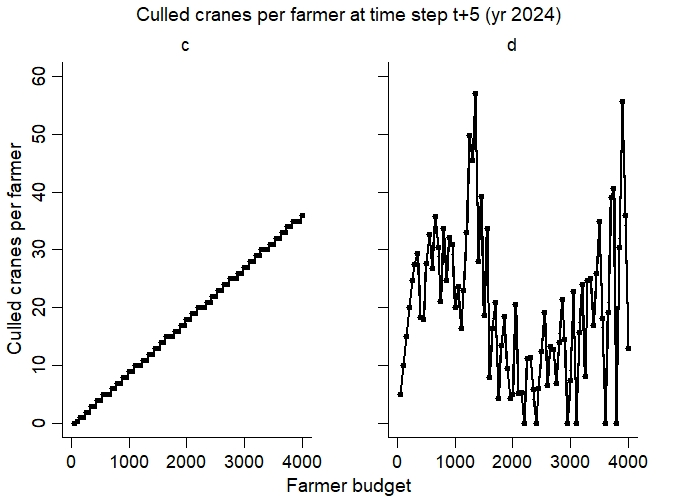 Culled cranes per farmer at time step t+5 (yr 2024)
c d
Culled cranes per farmer
60
50
40
30
20
10
0
0 1000 2000 3000 4000 0 1000 2000 3000 4000
Farmer budget